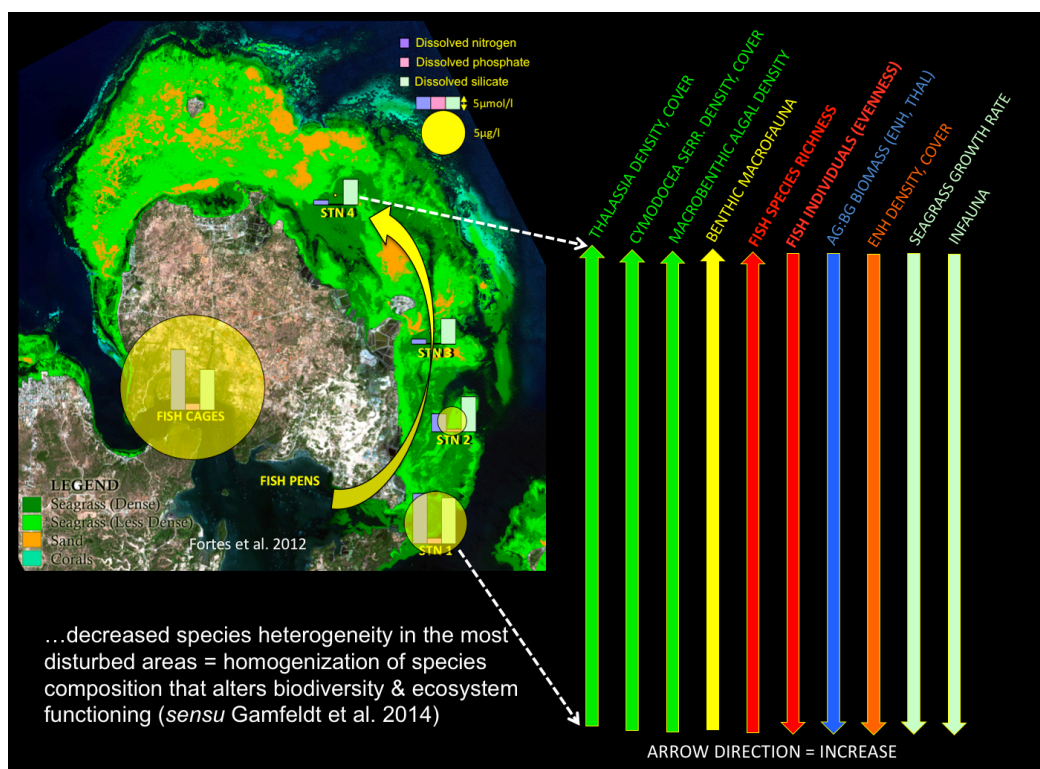 Dissolved nitrogen
Dissolved phosphate
Dissolved silicate
5µmol/l
5µg/l
STN 4
STN 3
STN 2
FISH CAGES
FISH PENS
STN 1
LEGEND
Seagrass (Dense)
Seagrass (Less Dense)
Sand
Corals
Fortes et al. 2012
THALASSIA DENSITY, COVER
CYMODOCEA SERR. DENSITY, COVER
MACROBENTHIC ALGAL DENSITY
BENTHIC MACROFAUNA
FISH SPECIES RICHNESS
FISH INDIVIDUALS (EVENNESS)
AG:BG BIOMASS (ENH, THAL)
ENH DENSITY, COVER
SEAGRASS GROWTH RATE
INFAUNA
…decreased species heterogeneity in the most
disturbed areas = homogenization of species
composition that alters biodiversity & ecosystem
functioning (sensu Gamfeldt et al. 2014)
ARROW DIRECTION = INCREASE